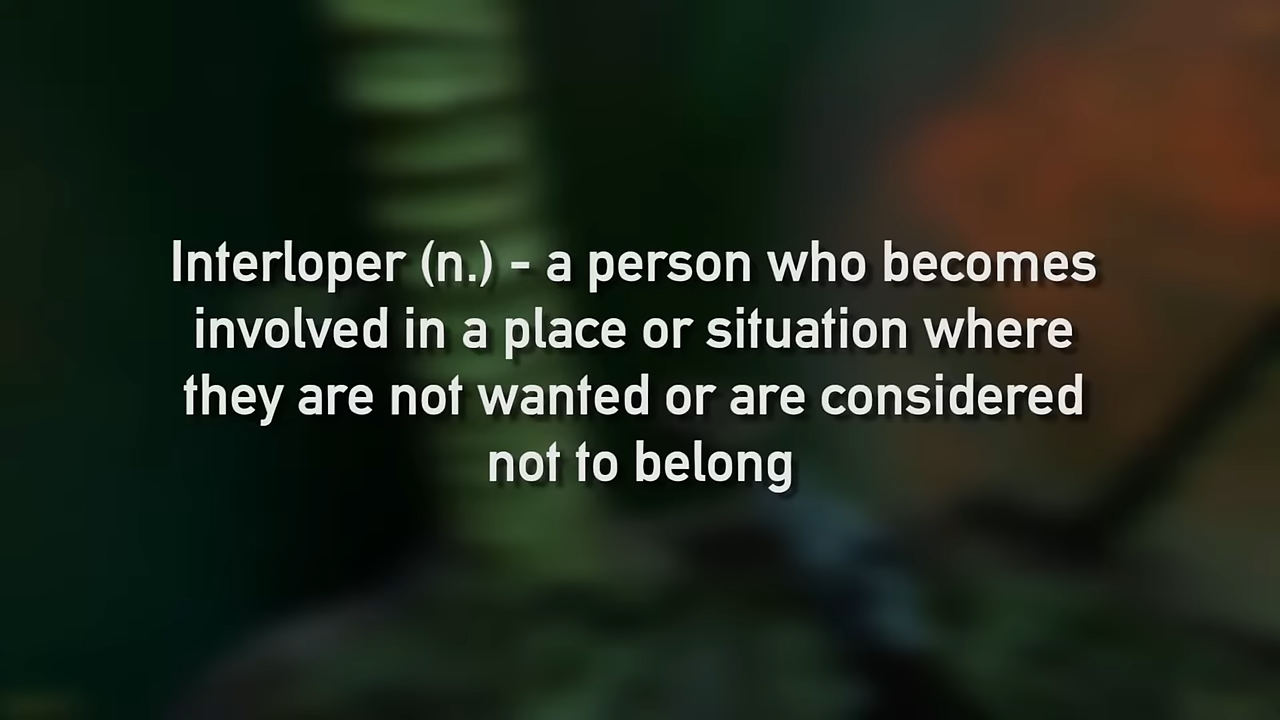 Interloper (n.) - a person who becomes
involved in a place or situation where
they are not wanted or are considered
not to belong